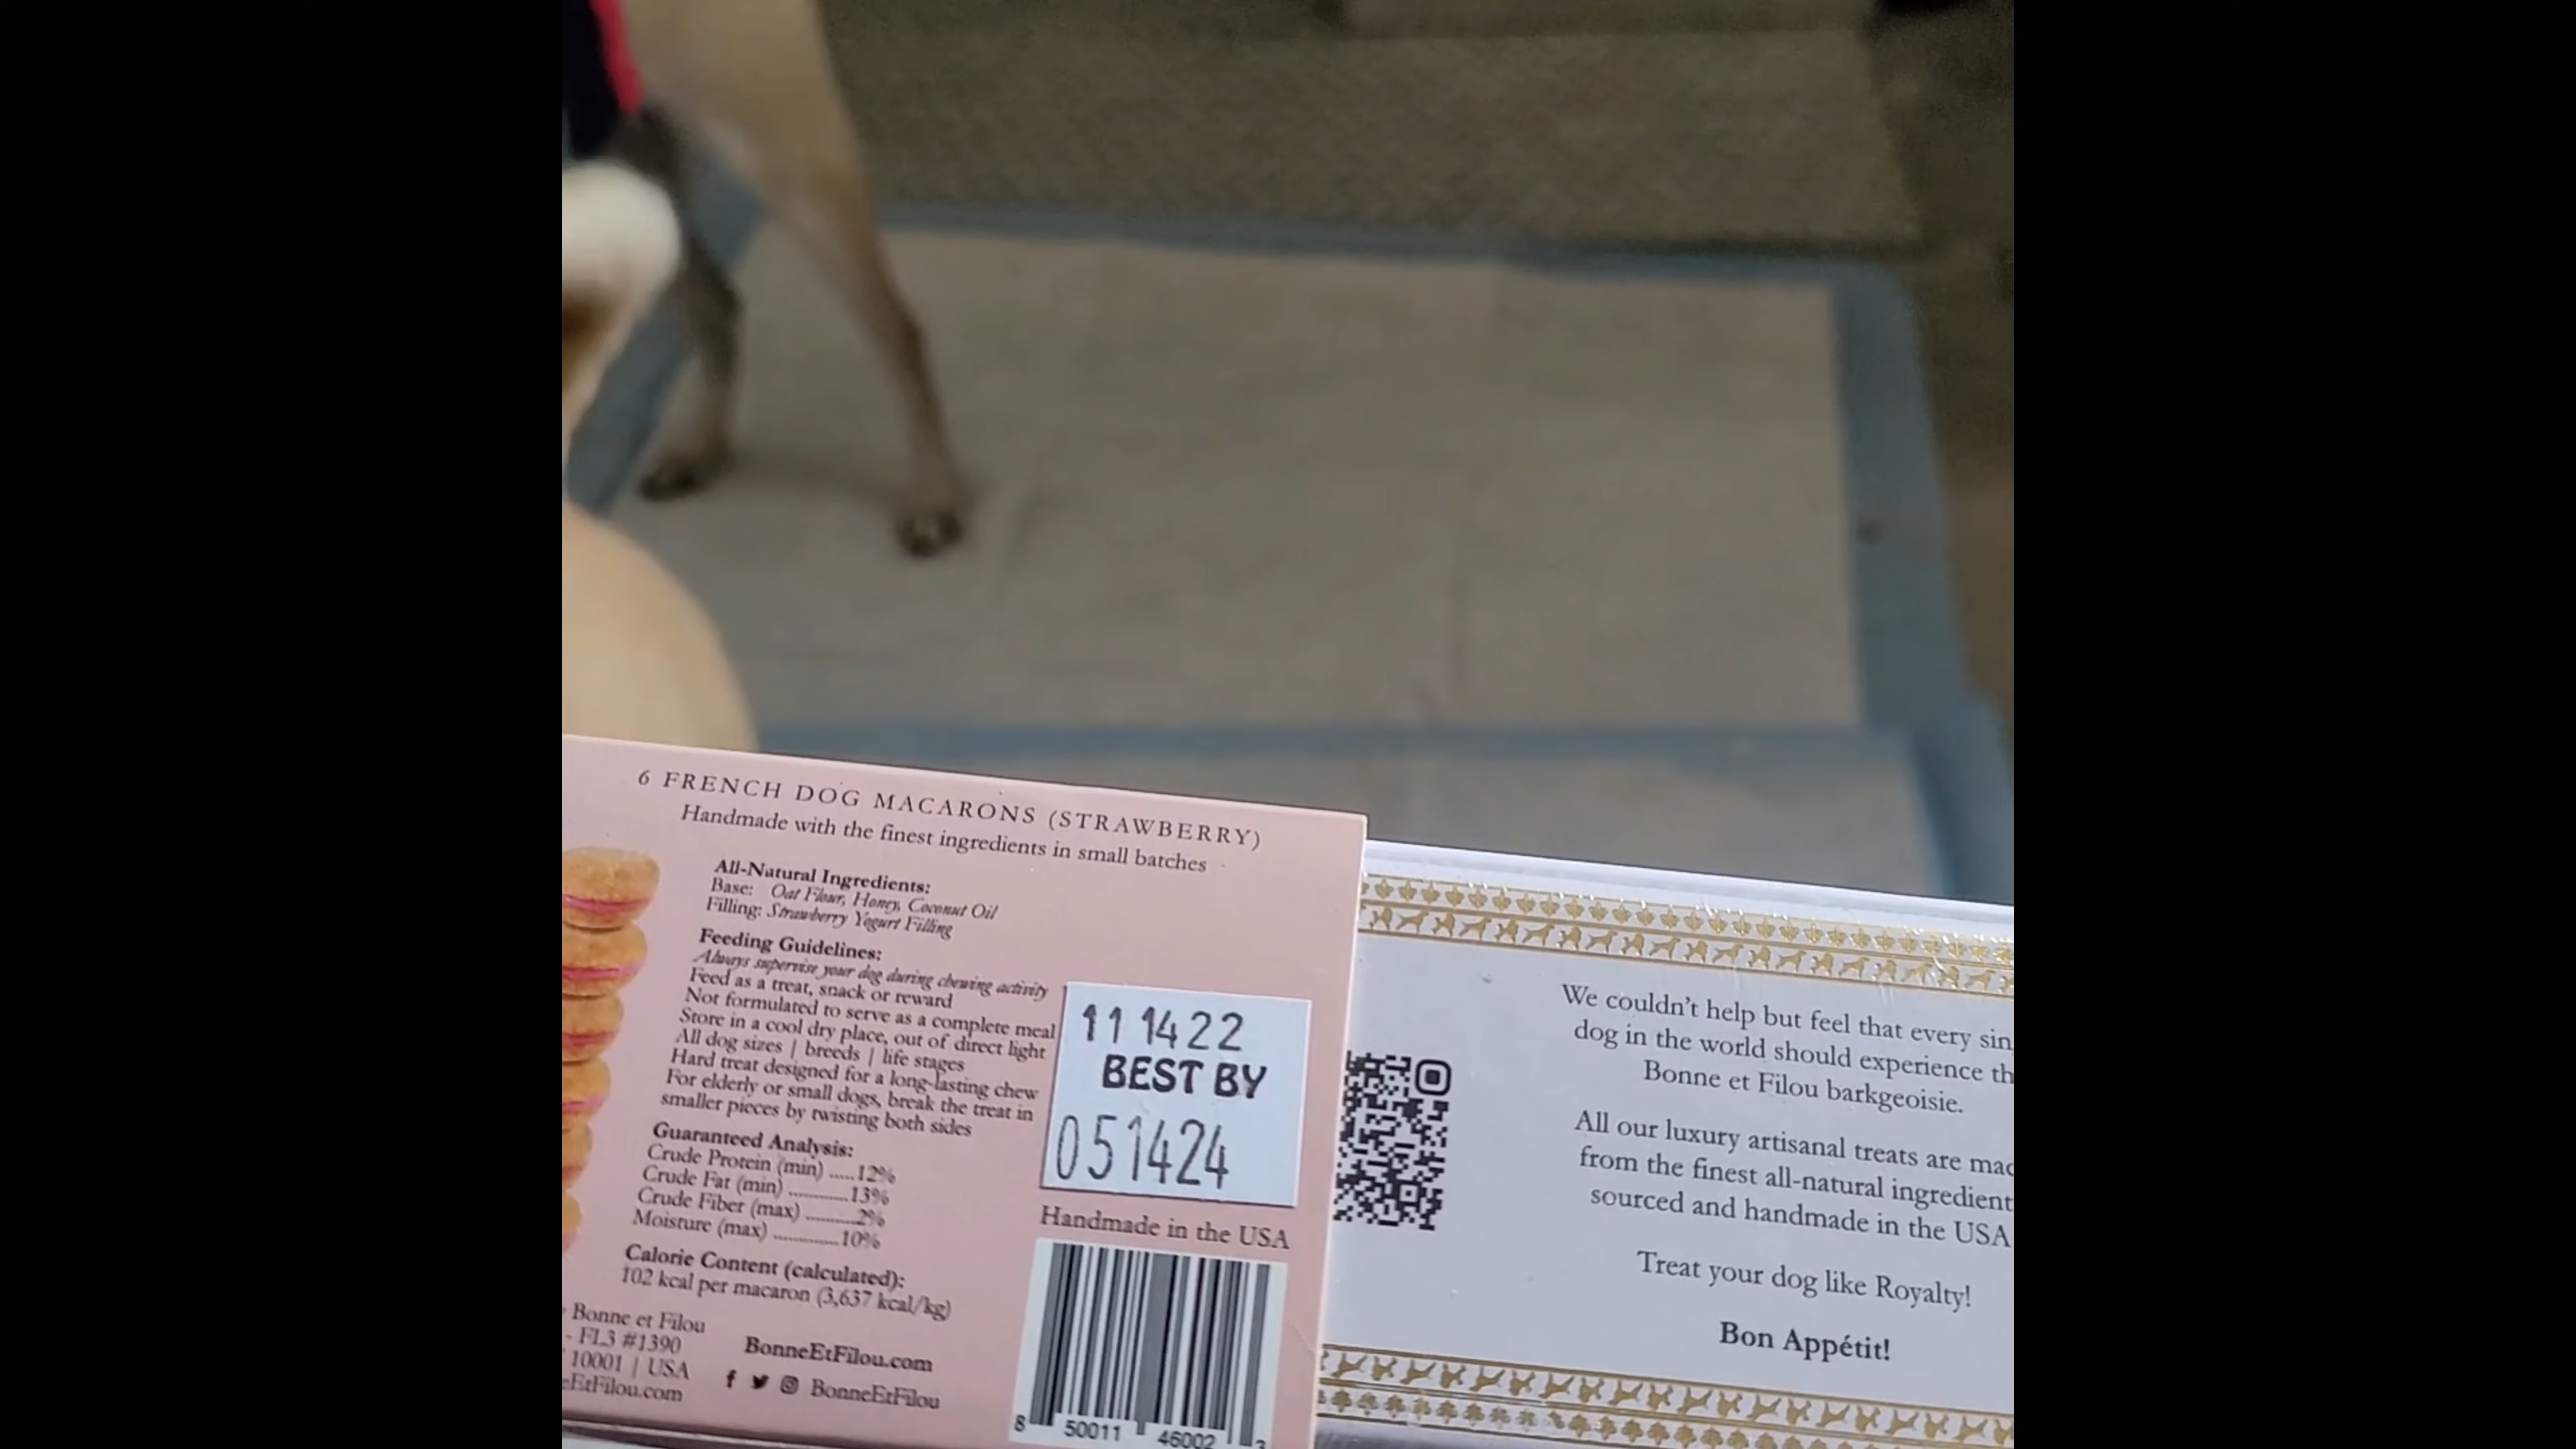 6 FRENCH DOG MACARONS (STRAWBERRY)
Handmade with the finest ingredients in small batches
All-Natural Ingredients:
Base: Oat Flour, Honey, Coconut Oil
Filling: Strawberry Yogurt Filling
Feeding Guidelines:
Always supervise your dog during chewing activity
Feed as a treat, snack or reward
Not formulated to serve as a complete meal
Store in a cool dry place, out of direct light
All dog sizes | breeds | life stages
Hard treat designed for a long-lasting chew
For elderly or small dogs, break the treat in
smaller pieces by twisting both sides
Guaranteed Analysis:
Crude Protein (min) .....12%
Crude Fat (min) ............13%
Crude Fiber (max) ..........2%
Moisture (max) .............10%
Calorie Content (calculated):
102 kcal per macaron (3,637 kcal/kg)
Bonne et Filou
- FL3 #1390
10001 | USA
eEtFilou.com
BonneEtFilou.com
BonneEtFilou
11 14 22
BEST BY
051424
Handmade in the USA
8 50011 46002 3
We couldn't help but feel that every sin
dog in the world should experience th
Bonne et Filou barkgeoisie.
All our luxury artisanal treats are mad
from the finest all-natural ingredient
sourced and handmade in the USA
Treat your dog like Royalty!
Bon Appétit!